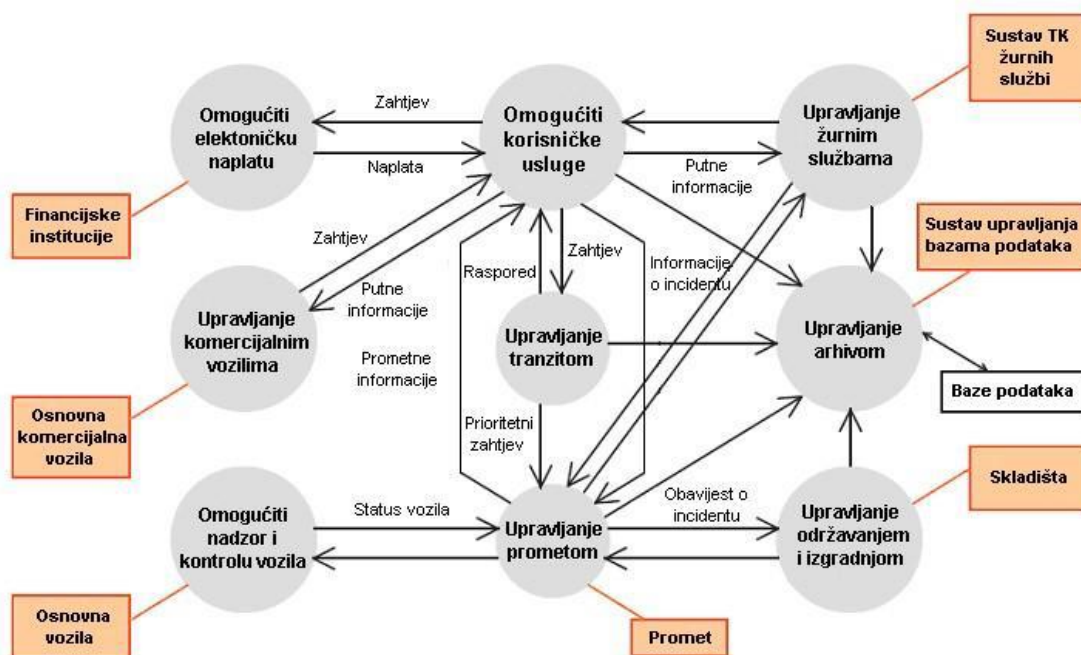 Sustav TK
žurnih
službi
Zahtjev
Omogućiti
elektoničku
naplatu
Omogućiti
korisničke
usluge
Upravljanje
žurnim
službama
Naplata
Putne
informacije
Financijske
institucije
Sustav upravljanja
bazama podataka
Zahtjev
Raspored
Zahtjev
Informacije
o incidentu
Putne
informacije
Upravljanje
komercijalnim
vozilima
Upravljanje
tranzitom
Upravljanje
arhivom
Prometne
informacije
Baze podataka
Osnovna
komercijalna
vozila
Prioritetni
zahtjev
Skladišta
Omogućiti
nadzor i
kontrolu vozila
Status vozila
Upravljanje
prometom
Obavijest o
incidentu
Upravljanje
održavanjem
i izgradnjom
Osnovna
vozila
Promet